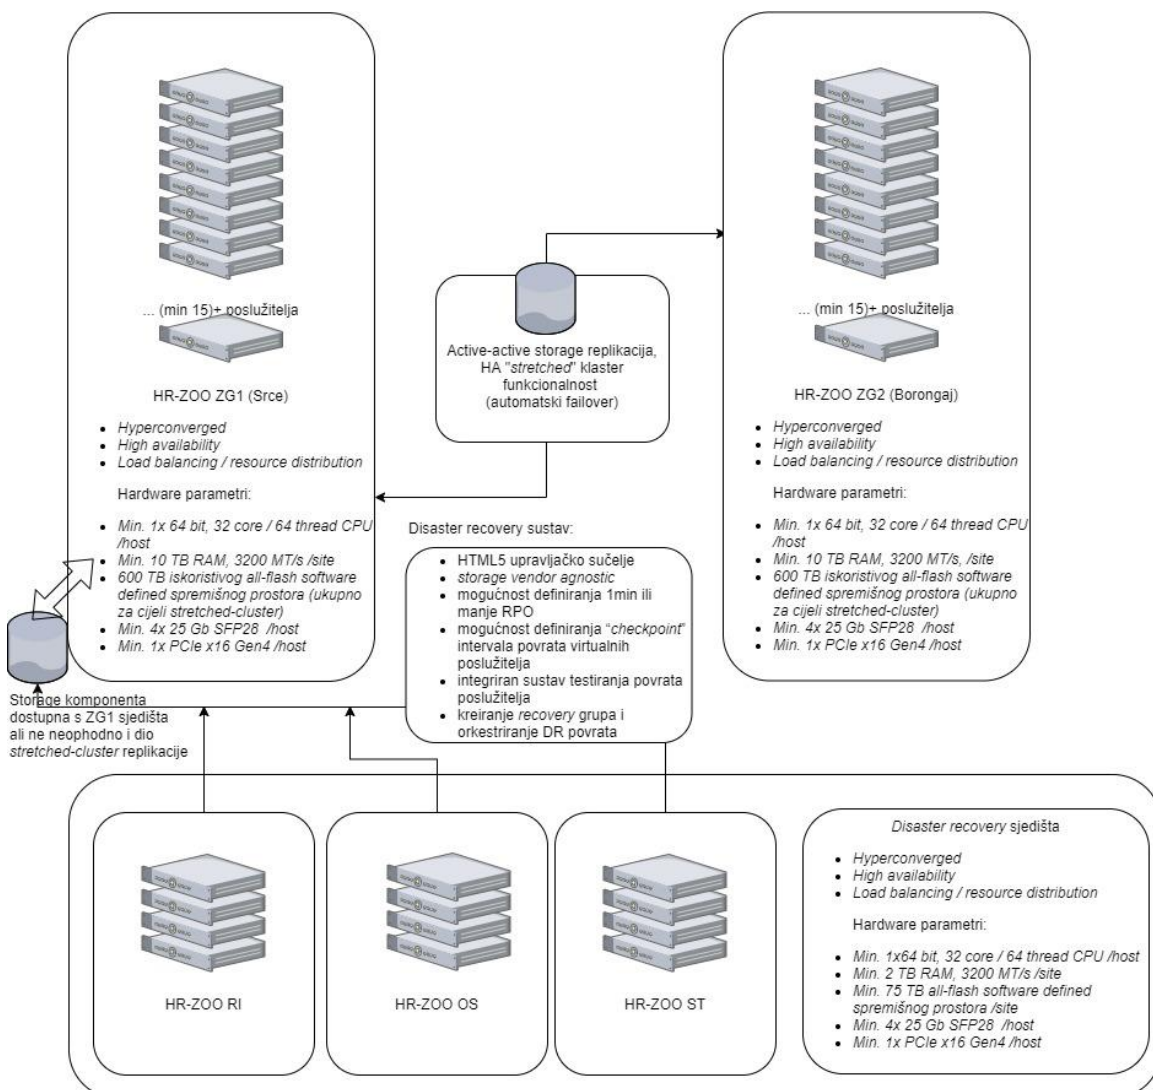 ... (min 15)+ poslužitelja
HR-ZOO ZG1 (Srce)
Hyperconverged
High availability
Load balancing / resource distribution
Hardware parametri:
Min. 1x 64 bit, 32 core / 64 thread CPU
/host
Min. 10 TB RAM, 3200 MT/s /site
600 TB iskoristivog all-flash software
defined spremišnog prostora (ukupno
za cijeli stretched-cluster)
Min. 4x 25 Gb SFP28 /host
Min. 1x PCIe x16 Gen4 /host
Active-active storage replikacija,
HA "stretched" klaster
funkcionalnost
(automatski failover)
... (min 15)+ poslužitelja
HR-ZOO ZG2 (Borongaj)
Hyperconverged
High availability
Load balancing / resource distribution
Hardware parametri:
Min. 1x 64 bit, 32 core / 64 thread CPU
/host
Min. 10 TB RAM, 3200 MT/s, /site
600 TB iskoristivog all-flash software
defined spremišnog prostora (ukupno
za cijeli stretched-cluster)
Min. 4x 25 Gb SFP28 /host
Min. 1x PCIe x16 Gen4 /host
Disaster recovery sustav:
HTML5 upravljačko sučelje
storage vendor agnostic
mogućnost definiranja 1min ili
manje RPO
mogućnost definiranja “checkpoint”
intervala povrata virtualnih
poslužitelja
integriran sustav testiranja povrata
poslužitelja
kreiranje recovery grupa i
orkestriranje DR povrata
Storage komponenta
dostupna s ZG1 sjedišta
ali ne neophodno i dio
stretched-cluster replikacije
HR-ZOO RI
HR-ZOO OS
HR-ZOO ST
Disaster recovery sjedišta
Hyperconverged
High availability
Load balancing / resource distribution
Hardware parametri:
Min. 1x64 bit, 32 core / 64 thread CPU /host
Min. 2 TB RAM, 3200 MT/s /site
Min. 75 TB all-flash software defined
spremišnog prostora /site
Min. 4x 25 Gb SFP28 /host
Min. 1x PCIe x16 Gen4 /host